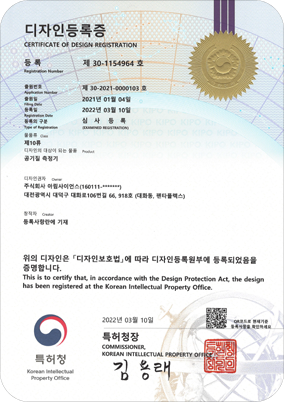 디자인등록증
CERTIFICATE OF DESIGN REGISTRATION
등 록 제 30-1154964 호
Registration Number
출원번호 제 30-2021-0000103 호
Application Number
출원일 2021년 01월 04일
Filing Date
등록일 2022년 03월 10일
Registration Date
등록의 구분 심 사 등 록
Type of Registration (EXAMINED REGISTRATION)
물품류 Class
제10류
디자인의 대상이 되는 물품 Product
공기질 측정기
디자인권자 Owner
주식회사 아림사이언스(160111-*******)
대전광역시 대덕구 대화로106번길 66, 918호 (대화동, 펜타플렉스)
창작자 Creator
등록사항란에 기재
위의 디자인은 「디자인보호법」에 따라 디자인등록원부에 등록되었음을
증명합니다.
This is to certify that, in accordance with the Design Protection Act, the design
has been registered at the Korean Intellectual Property Office.
2022년 03월 10일
QR코드로 현재기준
등록사항을 확인하세요
특허청
Korean Intellectual
Property Office
특허청장
COMMISSIONER,
KOREAN INTELLECTUAL PROPERTY OFFICE
김용래